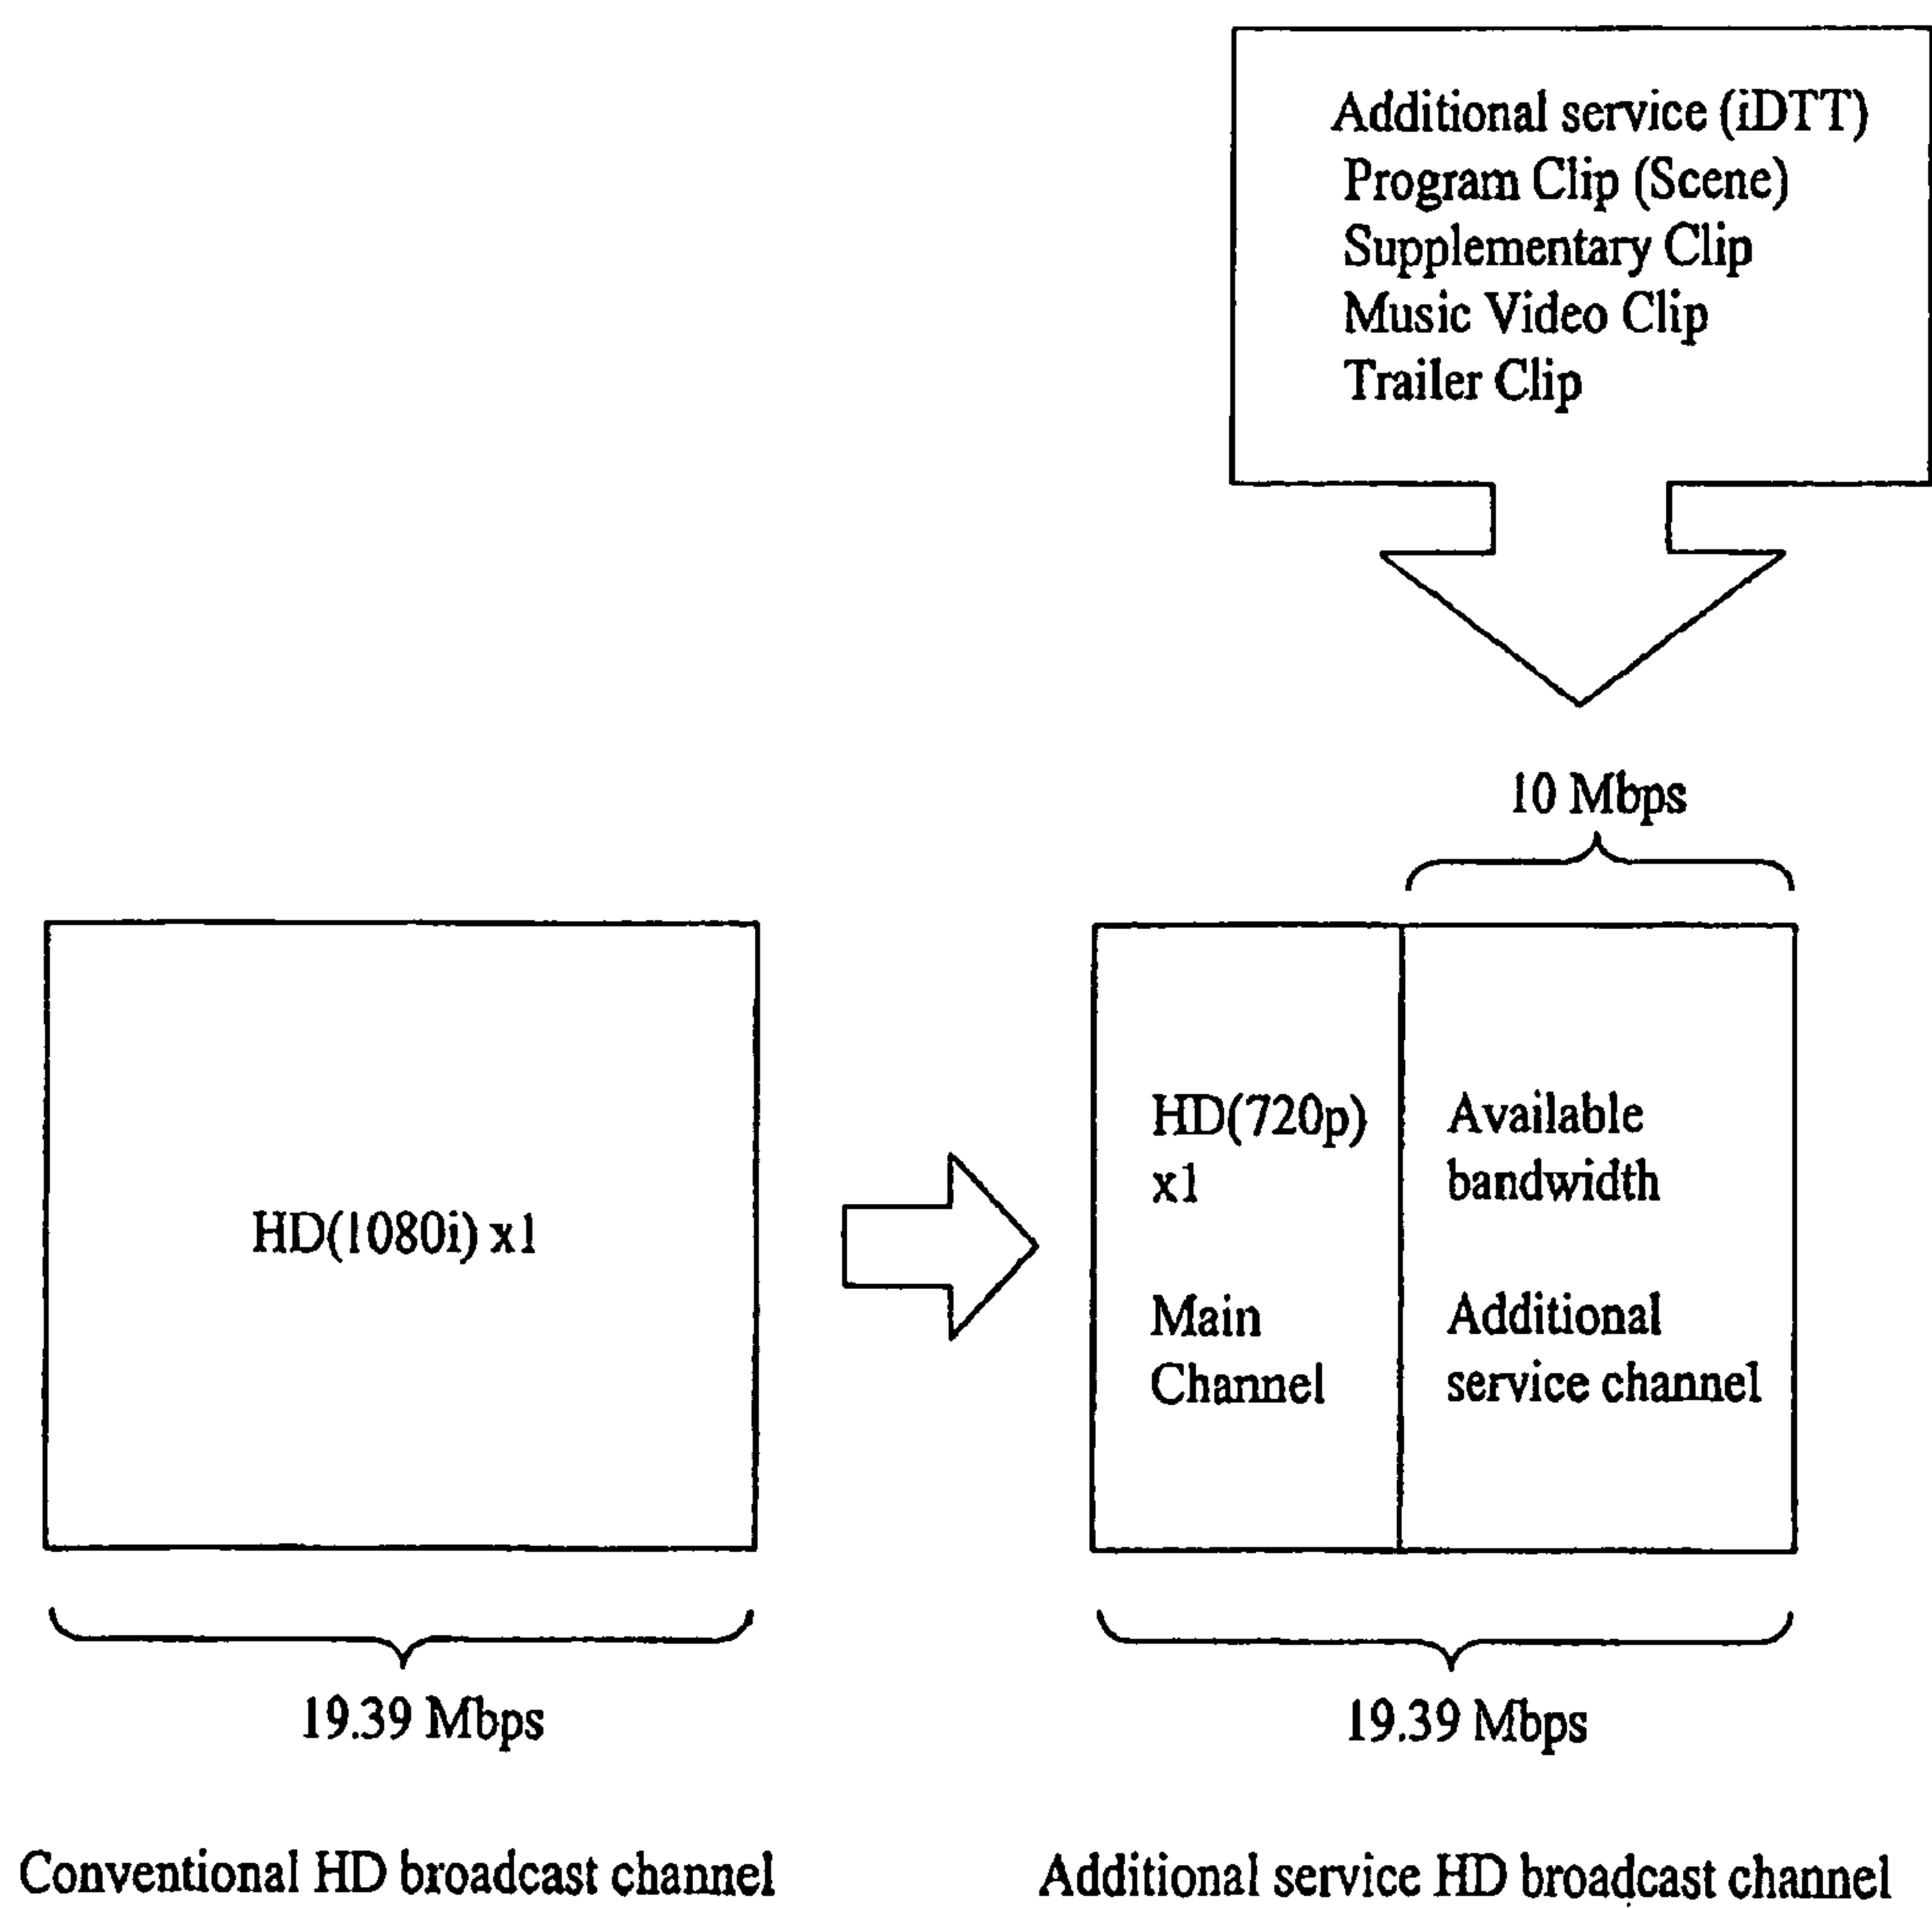 Additional service (iDTT)
Program Clip (Scene)
Supplementary Clip
Music Video Clip
Trailer Clip
10 Mbps
HD(1080i) x1
HD(720p)
x1
Main
Channel
Available
bandwidth
Additional
service channel
19.39 Mbps
19.39 Mbps
Conventional HD broadcast channel
Additional service HD broadcast channel